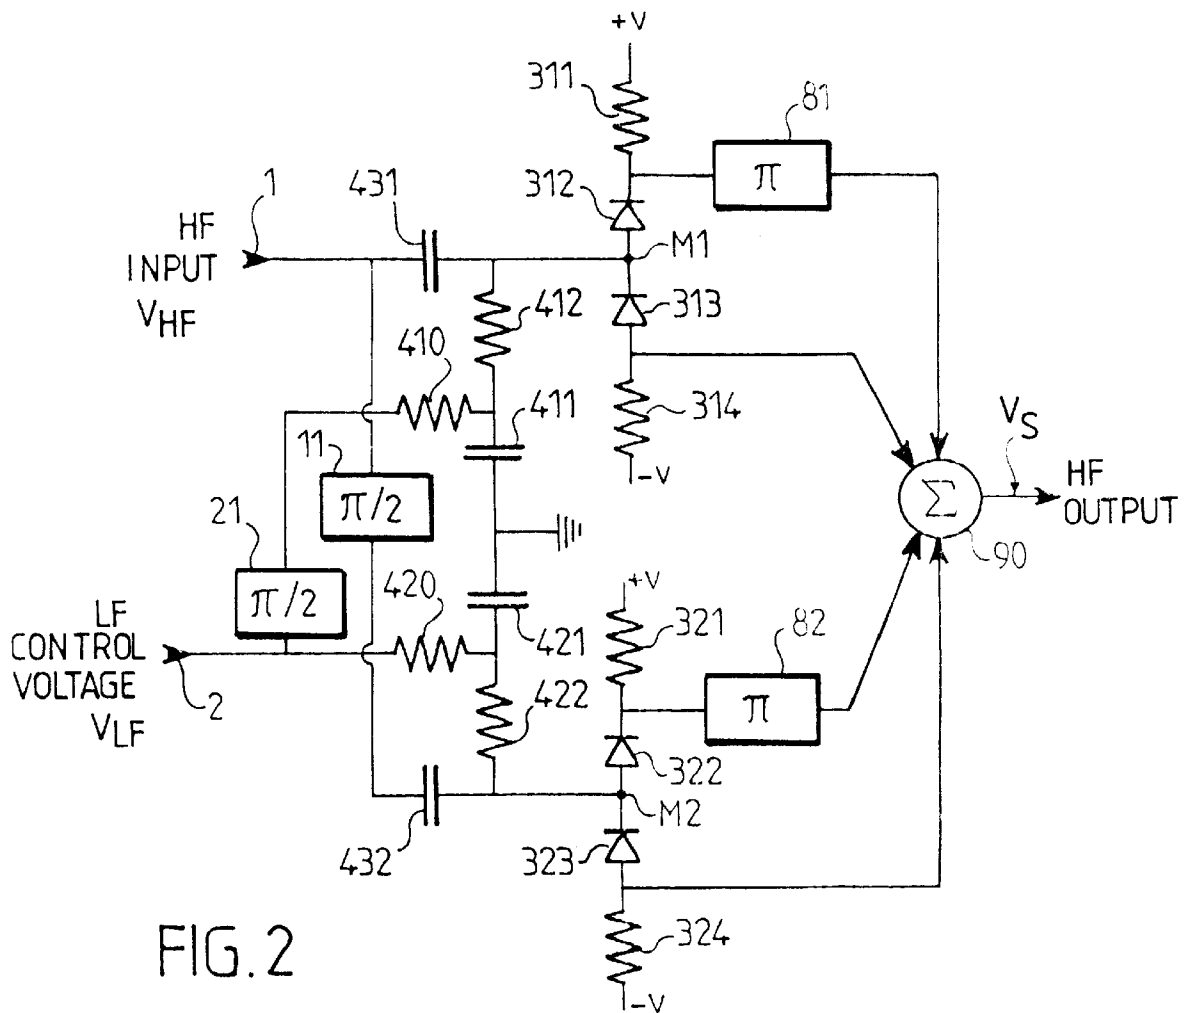 +V
311
81
π
431
312
1
HF
INPUT
VHF
M1
412
313
410
411
314
11
π/2
-V
VS
HF
OUTPUT
Σ
90
21
π/2
420
+V
421
321
82
LF
CONTROL
VOLTAGE
VLF
2
422
π
322
M2
432
323
324
-V
FIG. 2